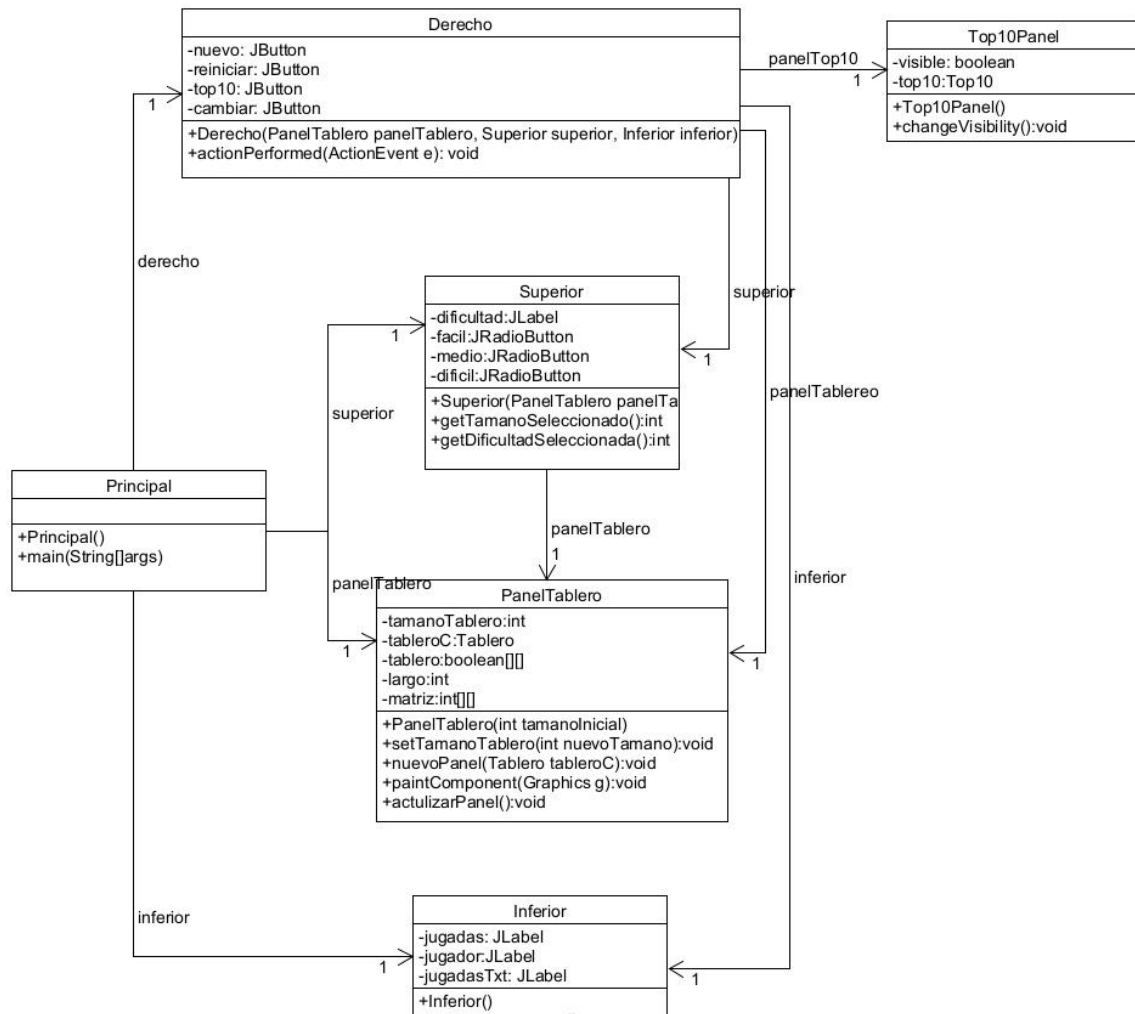 Derecho
-nuevo: JButton
-reiniciar: JButton
-top10: JButton
-cambiar: JButton
+Derecho(PanelTablero panelTablero, Superior superior, Inferior inferior)
+actionPerformed(ActionEvent e): void
panelTop10
1
Top10Panel
-visible: boolean
-top10:Top10
+Top10Panel()
+changeVisibility():void
1
derecho
superior
1
Superior
-dificultad:JLabel
-facil:JRadioButton
-medio:JRadioButton
-dificil:JRadioButton
+Superior(PanelTablero panelTa
+getTamanoSeleccionado():int
+getDificultadSeleccionada():int
1
superior
panelTablereo
1
Principal
+Principal()
+main(String[]args)
panelTablero
1
panelTablero
1
inferior
1
PanelTablero
-tamanoTablero:int
-tableroC:Tablero
-tablero:boolean[][]
-largo:int
-matriz:int[][]
+PanelTablero(int tamanoInicial)
+setTamanoTablero(int nuevoTamano):void
+nuevoPanel(Tablero tableroC):void
+paintComponent(Graphics g):void
+actulizarPanel():void
inferior
1
Inferior
-jugadas: JLabel
-jugador:JLabel
-jugadasTxt: JLabel
+Inferior()